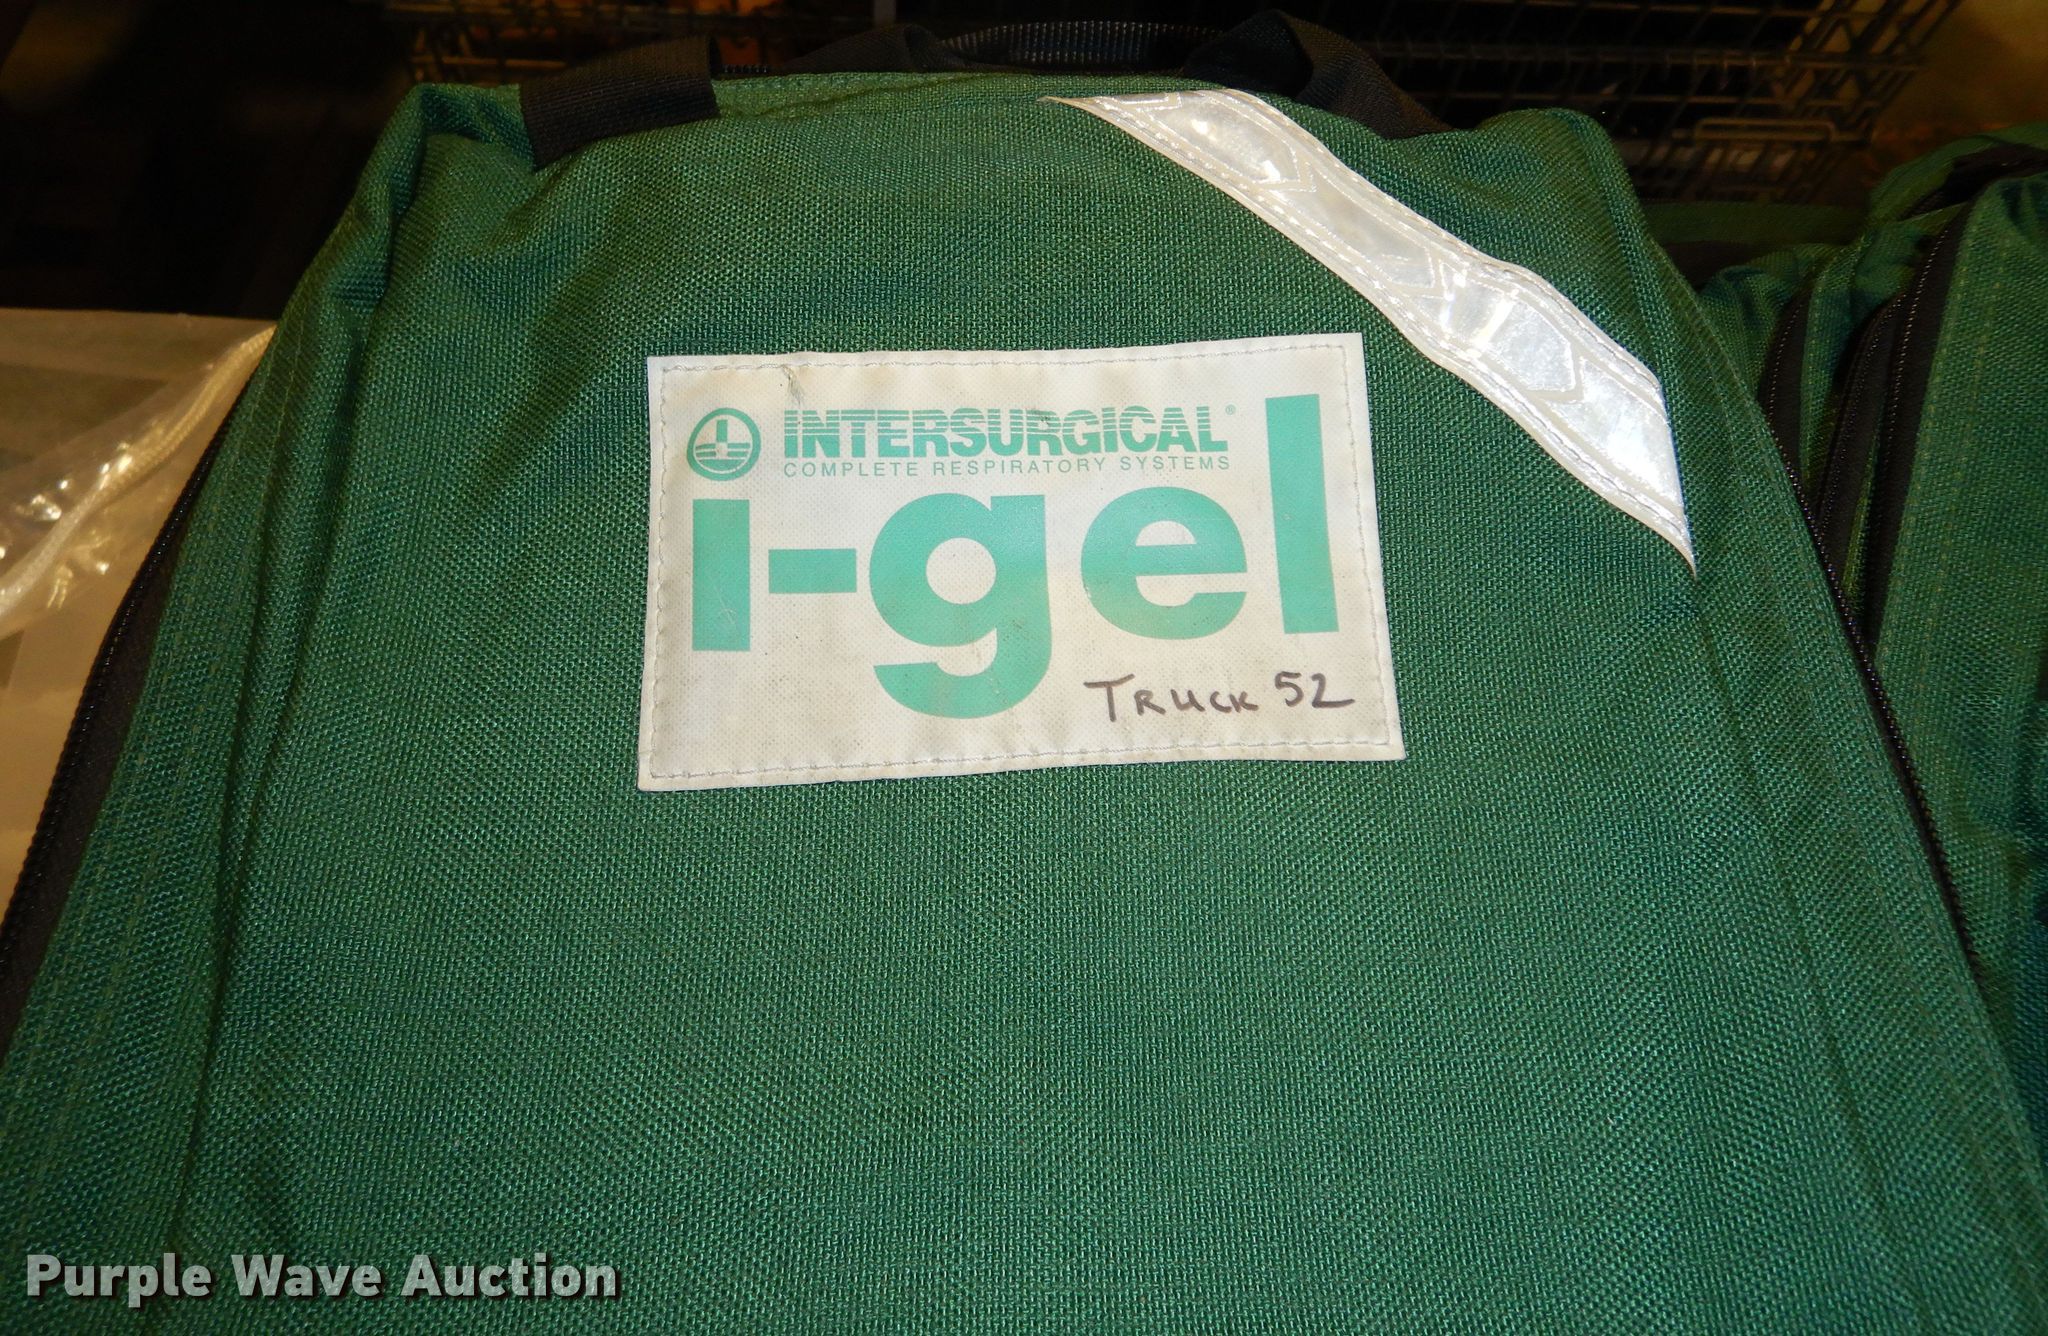 INTERSURGICAL®
COMPLETE RESPIRATORY SYSTEMS
i-gel
TRUCK 52
Purple Wave Auction